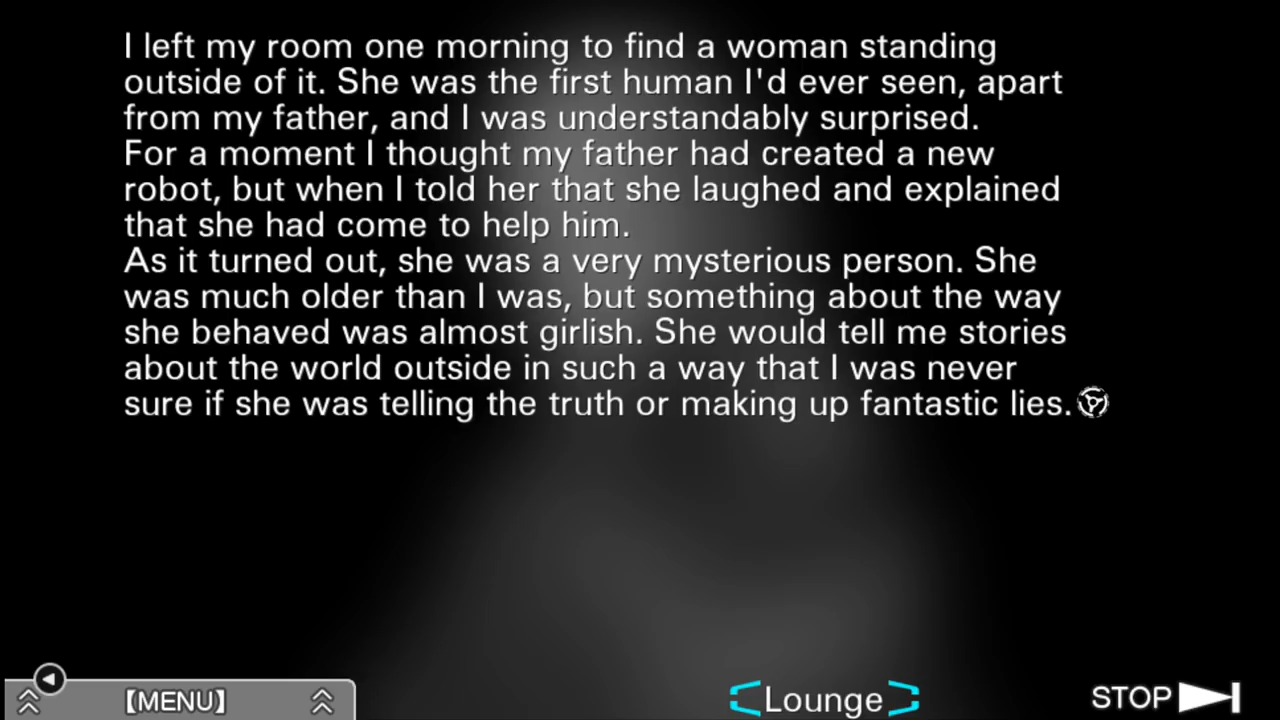 I left my room one morning to find a woman standing
outside of it. She was the first human I'd ever seen, apart
from my father, and I was understandably surprised.
For a moment I thought my father had created a new
robot, but when I told her that she laughed and explained
that she had come to help him.
As it turned out, she was a very mysterious person. She
was much older than I was, but something about the way
she behaved was almost girlish. She would tell me stories
about the world outside in such a way that I was never
sure if she was telling the truth or making up fantastic lies.
【MENU】
Lounge
STOP